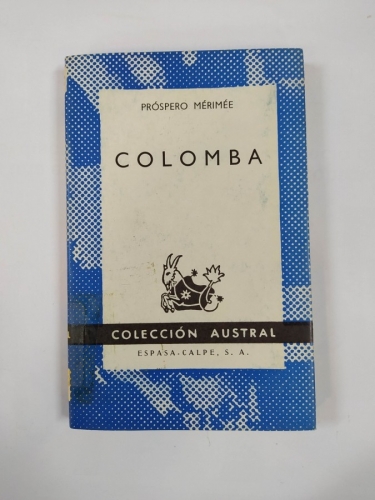 PRÓSPERO MÉRIMÉE
COLOMBA
COLECCIÓN AUSTRAL
ESPASA-CALPE, S. A.